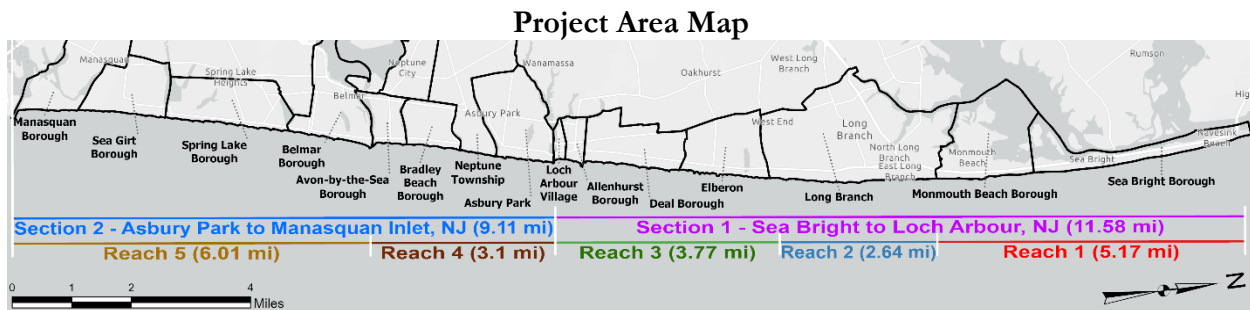 Project Area Map
Manasquan
Spring Lake
Heights
Belmar
Neptune
City
Wanamassa
Asbury Park
Oakhurst
West Long
Branch
West End
Long
Branch
North Long
Branch
East Long
Branch
Monmouth
Beach
Rumson
Sea Bright
Navesink
Beach
Hig
Manasquan
Borough
Sea Girt
Borough
Spring Lake
Borough
Belmar
Borough
Avon-by-the-Sea
Borough
Bradley
Beach
Borough
Neptune
Township
Asbury Park
Loch
Arbour
Village
Allenhurst
Borough
Deal Borough
Elberon
Long Branch
Monmouth Beach Borough
Sea Bright Borough
Section 2 - Asbury Park to Manasquan Inlet, NJ (9.11 mi)
Section 1 - Sea Bright to Loch Arbour, NJ (11.58 mi)
Reach 5 (6.01 mi)
Reach 4 (3.1 mi)
Reach 3 (3.77 mi)
Reach 2 (2.64 mi)
Reach 1 (5.17 mi)
0 1 2 4
Miles
N